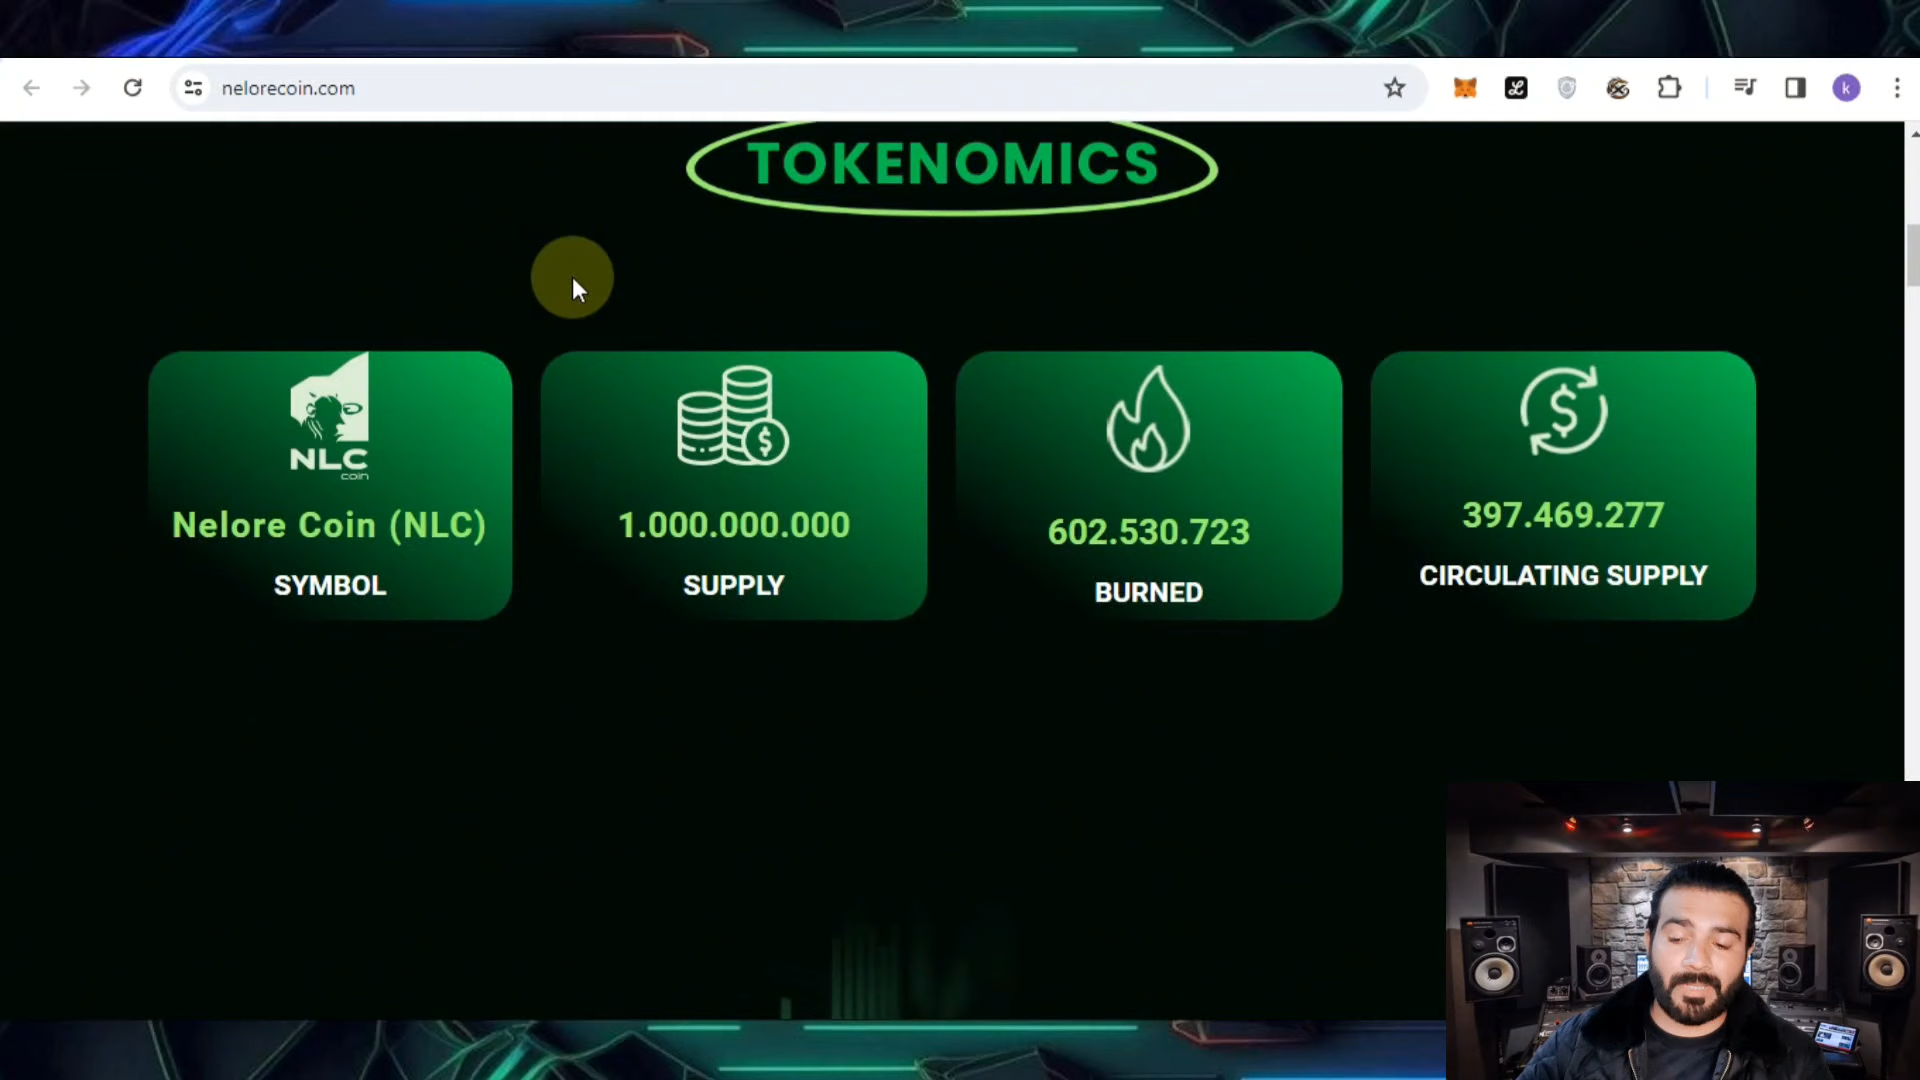 nelorecoin.com
k
TOKENOMICS
NLC
coin
Nelore Coin (NLC)
SYMBOL
1.000.000.000
SUPPLY
602.530.723
BURNED
397.469.277
CIRCULATING SUPPLY